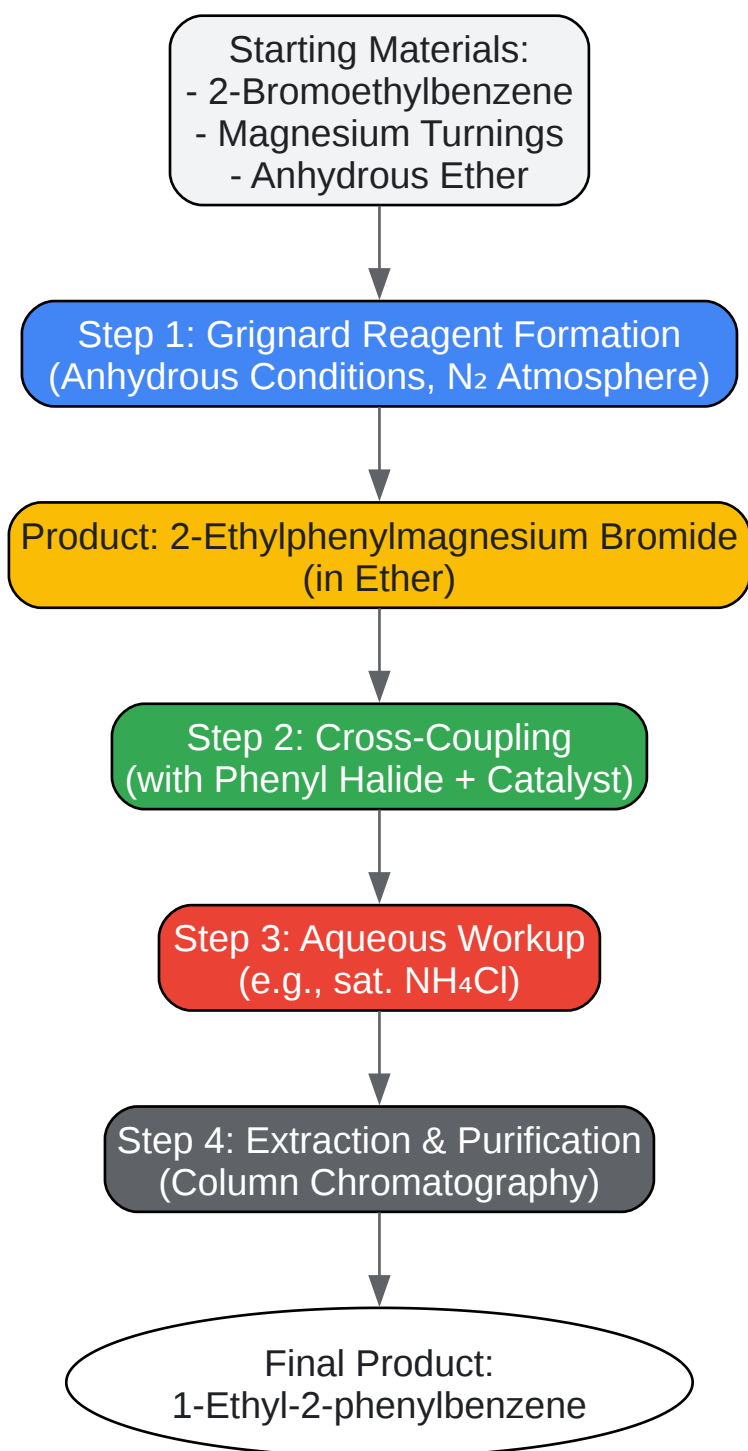 Starting Materials:
- 2-Bromoethylbenzene
- Magnesium Turnings
- Anhydrous Ether
Step 1: Grignard Reagent Formation
(Anhydrous Conditions, N₂ Atmosphere)
Product: 2-Ethylphenylmagnesium Bromide
(in Ether)
Step 2: Cross-Coupling
(with Phenyl Halide + Catalyst)
Step 3: Aqueous Workup
(e.g., sat. NH₄Cl)
Step 4: Extraction & Purification
(Column Chromatography)
Final Product:
1-Ethyl-2-phenylbenzene